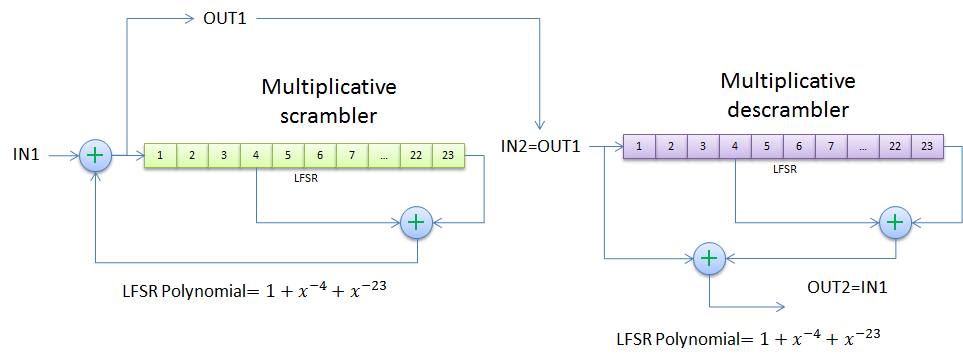 OUT1
Multiplicative
scrambler
IN1
+
1 2 3 4 5 6 7 ... 22 23
LFSR
+
LFSR Polynomial= 1 + x⁻⁴ + x⁻²³
Multiplicative
descrambler
IN2=OUT1
1 2 3 4 5 6 7 ... 22 23
LFSR
+
+
OUT2=IN1
LFSR Polynomial= 1 + x⁻⁴ + x⁻²³